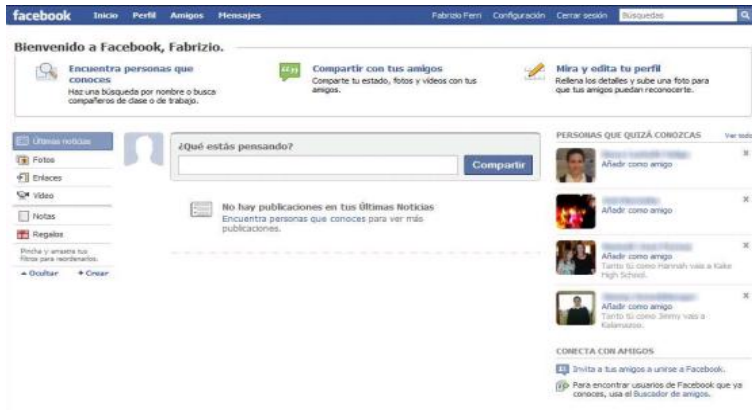 facebook Inicio Perfil Amigos Mensajes Fabrizio Ferri Configuración Cerrar sesión Búsquedas
Bienvenido a Facebook, Fabrizio.
Encuentra personas que
conoces
Haz una búsqueda por nombre o busca
compañeros de clase o de
trabajo.
Compartir con tus amigos
Comparte tu estado, fotos y vídeos con tus
amigos.
Mira y edita tu perfil
Rellena los detalles y sube una foto para
que tus amigos puedan reconocerte.
Últimas noticias
Fotos
Enlaces
Vídeo
Notas
Regalos
Pincha y arrastra tus
filtros para reordenarlos.
Ocultar + Crear
¿Qué estás pensando?
Compartir
No hay publicaciones en tus Últimas Noticias
Encuentra personas que conoces para ver más
publicaciones.
PERSONAS QUE QUIZÁ CONOZCAS Ver todo
Añadir como amigo
Añadir como amigo
Añadir como amigo
Tanto tú como Hannah vais a Kake
High School.
Añadir como amigo
Tanto tú como Jimmy vais a
Kalamazoo.
CONECTA CON AMIGOS
Invita a tus amigos a unirse a Facebook.
Para encontrar usuarios de Facebook que ya
conoces, usa el Buscador de amigos.